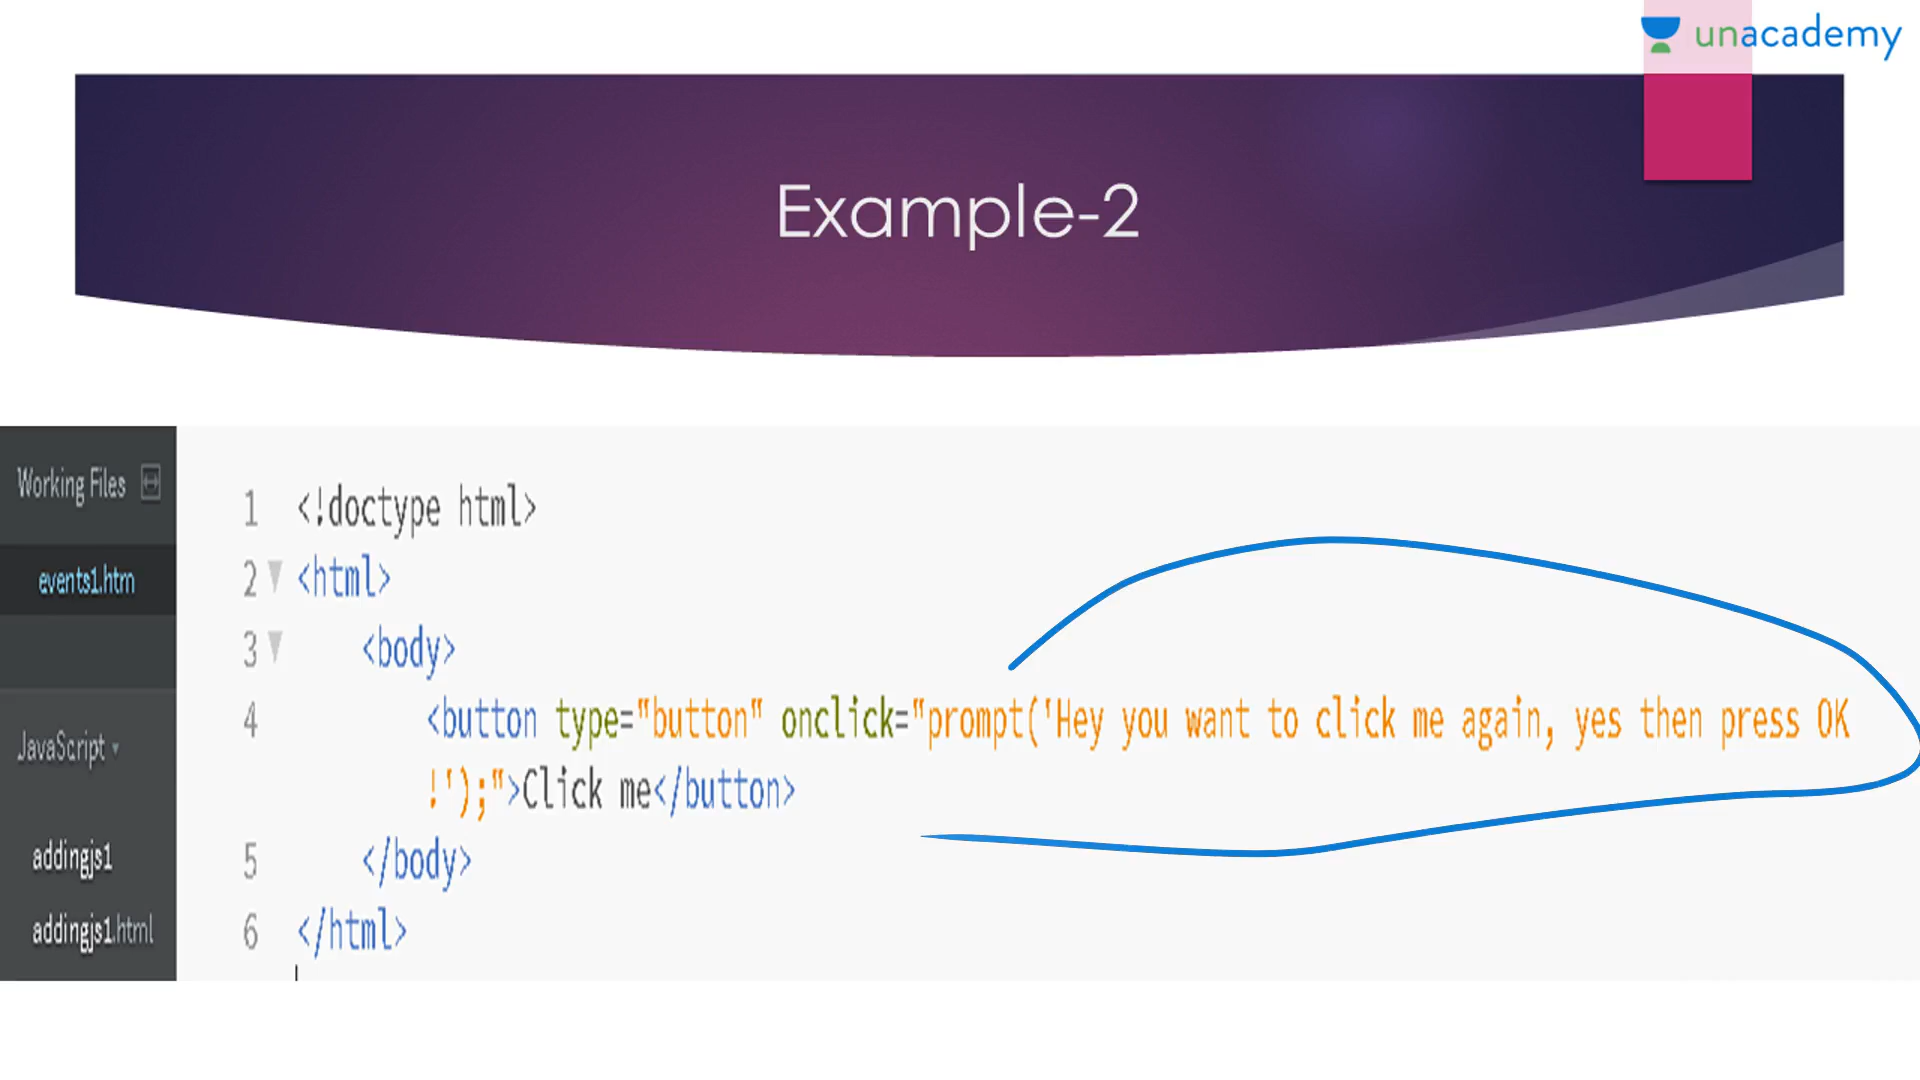 unacademy
Example-2
Working Files
events1.htm
JavaScript
addingjs1
addingjs1.html
1 <!doctype html>
2 <html>
3 <body>
4 <button type="button" onclick="prompt('Hey you want to click me again, yes then press OK
!');">Click me</button>
5 </body>
6 </html>